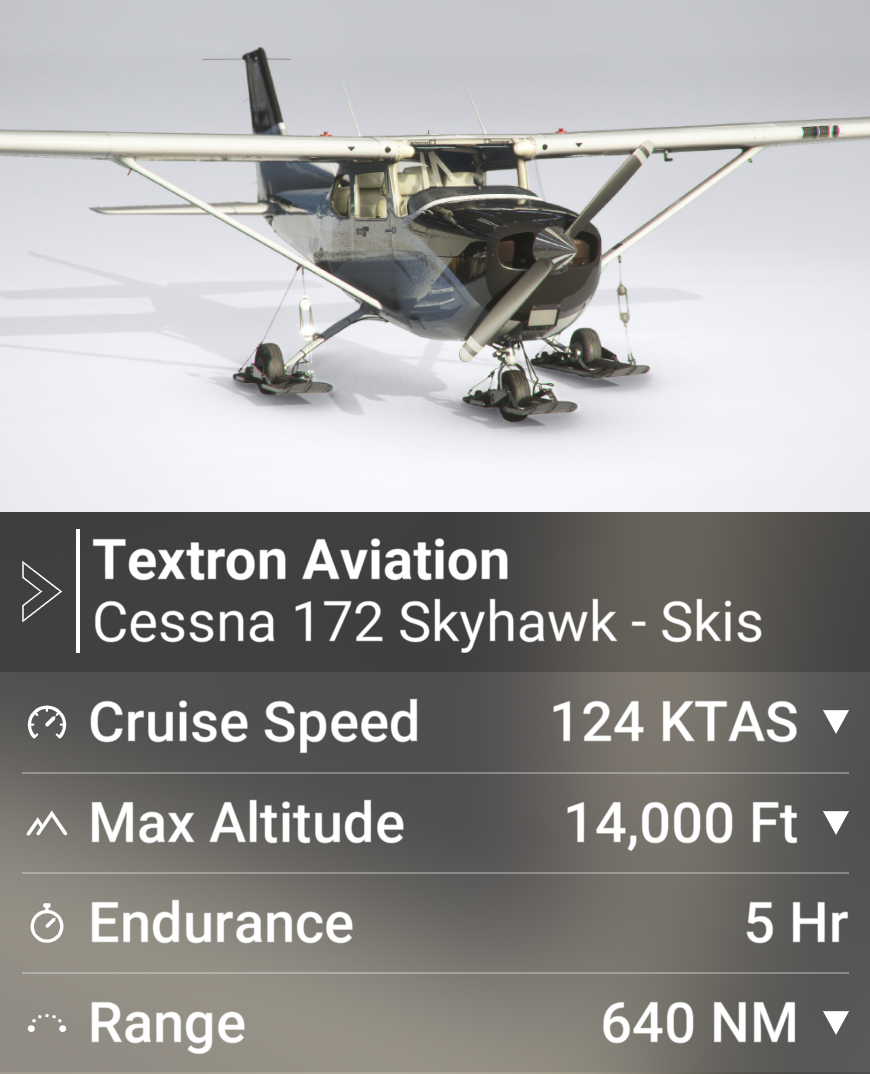 Textron Aviation
Cessna 172 Skyhawk - Skis
Cruise Speed 124 KTAS
Max Altitude 14,000 Ft
Endurance 5 Hr
Range 640 NM